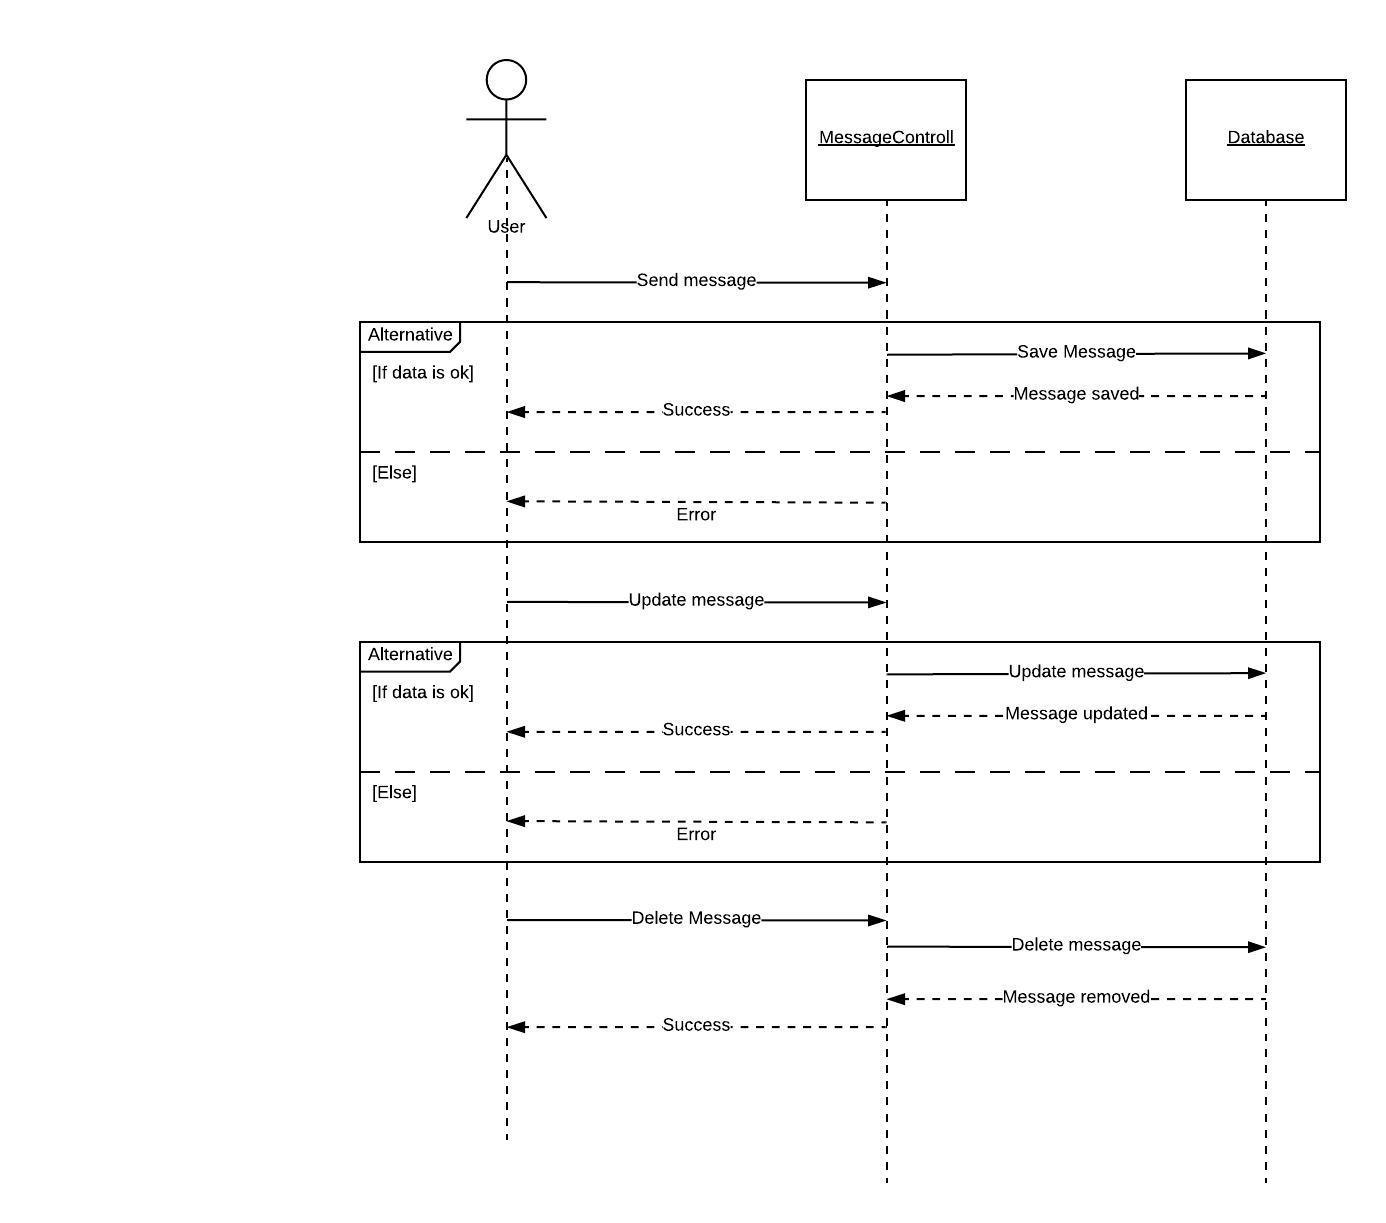 MessageControll
Database
User
Send message
Alternative
Save Message
[If data is ok]
Message saved
Success
[Else]
Error
Update message
Alternative
Update message
[If data is ok]
Message updated
Success
[Else]
Error
Delete Message
Delete message
Message removed
Success